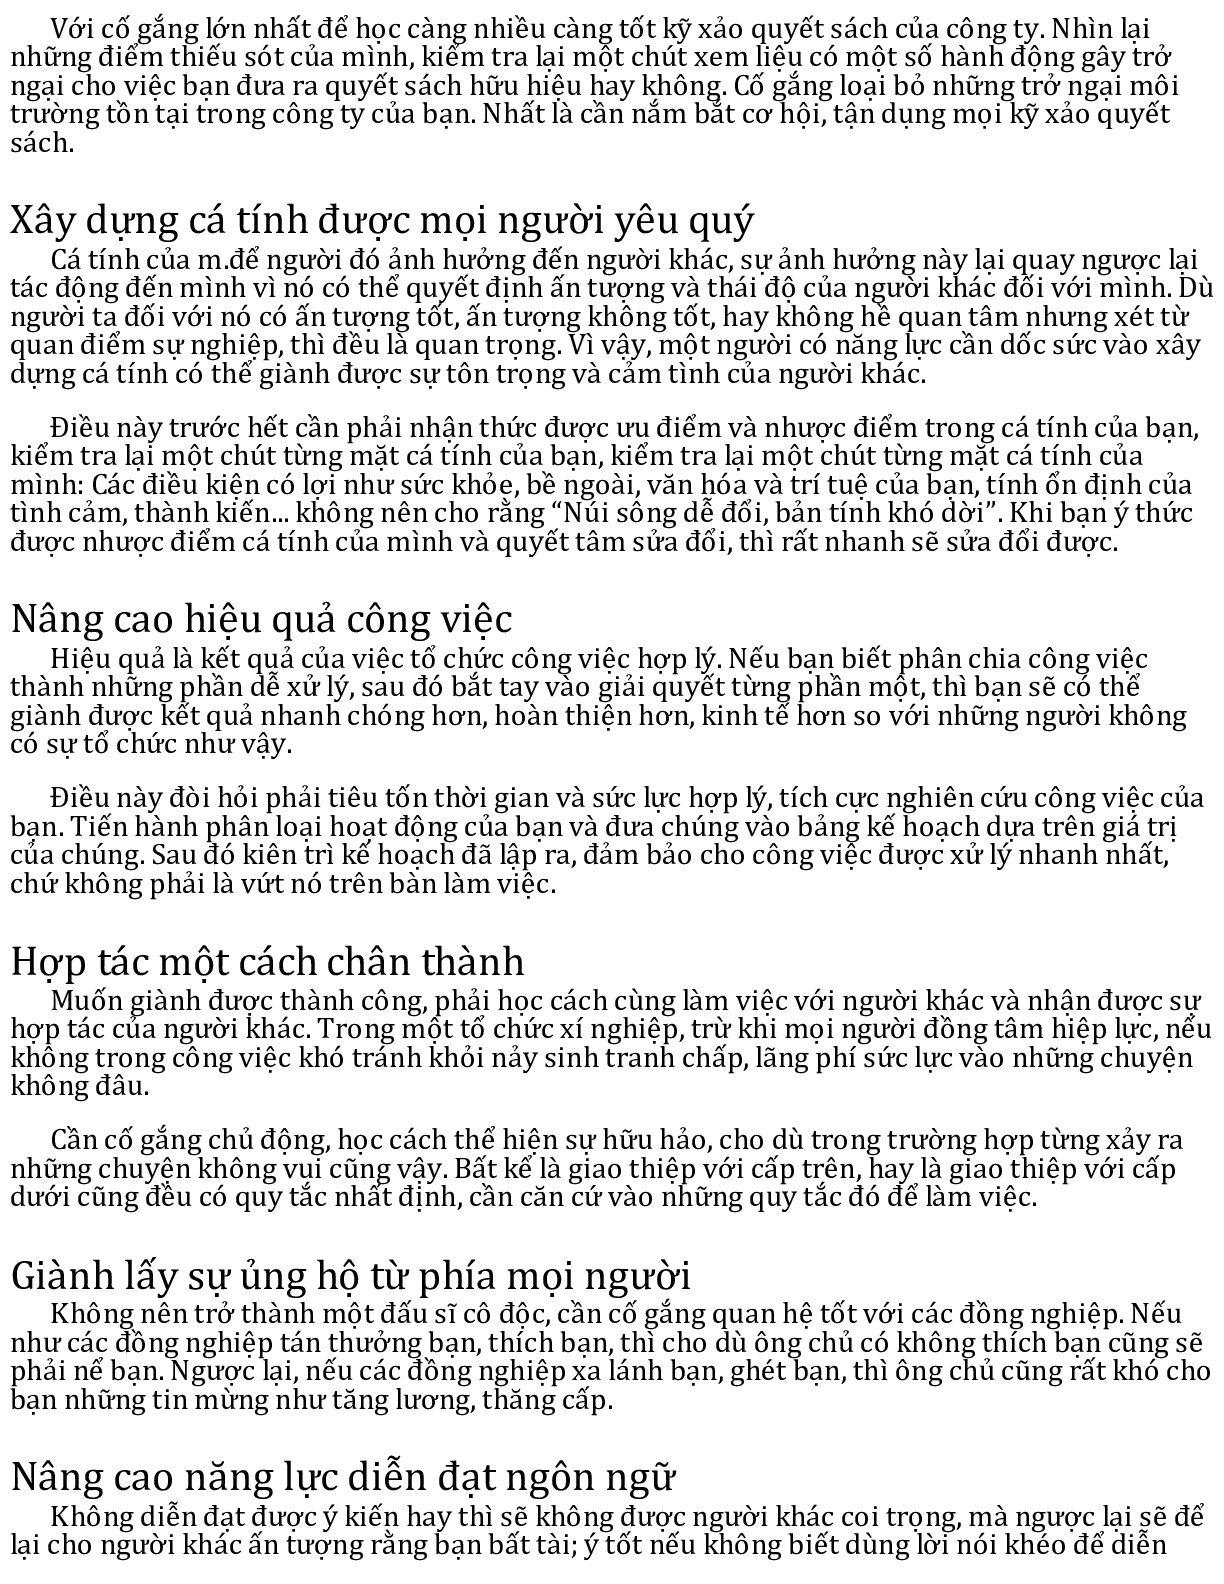 Với cố gắng lớn nhất để học càng nhiều càng tốt kỹ xảo quyết sách của công ty. Nhìn lại
những điểm thiếu sót của mình, kiểm tra lại một chút xem liệu có một số hành động gây trở
ngại cho việc bạn đưa ra quyết sách hữu hiệu hay không. Cố gắng loại bỏ những trở ngại môi
trường tồn tại trong công ty của bạn. Nhất là cần nắm bắt cơ hội, tận dụng mọi kỹ xảo quyết
sách.
Xây dựng cá tính được mọi người yêu quý
Cá tính của m.để người đó ảnh hưởng đến người khác, sự ảnh hưởng này lại quay ngược lại
tác động đến mình vì nó có thể quyết định ấn tượng và thái độ của người khác đối với mình. Dù
người ta đối với nó có ấn tượng tốt, ấn tượng không tốt, hay không hề quan tâm nhưng xét từ
quan điểm sự nghiệp, thì đều là quan trọng. Vì vậy, một người có năng lực cần dốc sức vào xây
dựng cá tính có thể giành được sự tôn trọng và cảm tình của người khác.
Điều này trước hết cần phải nhận thức được ưu điểm và nhược điểm trong cá tính của bạn,
kiểm tra lại một chút từng mặt cá tính của bạn, kiểm tra lại một chút từng mặt cá tính của
mình: Các điều kiện có lợi như sức khỏe, bề ngoài, văn hóa và trí tuệ của bạn, tính ổn định của
tình cảm, thành kiến... không nên cho rằng “Núi sông dễ đổi, bản tính khó dời”. Khi bạn ý thức
được nhược điểm cá tính của mình và quyết tâm sửa đổi, thì rất nhanh sẽ sửa đổi được.
Nâng cao hiệu quả công việc
Hiệu quả là kết quả của việc tổ chức công việc hợp lý. Nếu bạn biết phân chia công việc
thành những phần dễ xử lý, sau đó bắt tay vào giải quyết từng phần một, thì bạn sẽ có thể
giành được kết quả nhanh chóng hơn, hoàn thiện hơn, kinh tế hơn so với những người không
có sự tổ chức như vậy.
Điều này đòi hỏi phải tiêu tốn thời gian và sức lực hợp lý, tích cực nghiên cứu công việc của
bạn. Tiến hành phân loại hoạt động của bạn và đưa chúng vào bảng kế hoạch dựa trên giá trị
của chúng. Sau đó kiên trì kế hoạch đã lập ra, đảm bảo cho công việc được xử lý nhanh nhất,
chứ không phải là vứt nó trên bàn làm việc.
Hợp tác một cách chân thành
Muốn giành được thành công, phải học cách cùng làm việc với người khác và nhận được sự
hợp tác của người khác. Trong một tổ chức xí nghiệp, trừ khi mọi người đồng tâm hiệp lực, nếu
không trong công việc khó tránh khỏi nảy sinh tranh chấp, lãng phí sức lực vào những chuyện
không đâu.
Cần cố gắng chủ động, học cách thể hiện sự hữu hảo, cho dù trong trường hợp từng xảy ra
những chuyện không vui cũng vậy. Bất kể là giao thiệp với cấp trên, hay là giao thiệp với cấp
dưới cũng đều có quy tắc nhất định, cần căn cứ vào những quy tắc đó để làm việc.
Giành lấy sự ủng hộ từ phía mọi người
Không nên trở thành một đấu sĩ cô độc, cần cố gắng quan hệ tốt với các đồng nghiệp. Nếu
như các đồng nghiệp tán thưởng bạn, thích bạn, thì cho dù ông chủ có không thích bạn cũng sẽ
phải nể bạn. Ngược lại, nếu các đồng nghiệp xa lánh bạn, ghét bạn, thì ông chủ cũng rất khó cho
bạn những tin mừng như tăng lương, thăng cấp.
Nâng cao năng lực diễn đạt ngôn ngữ
Không diễn đạt được ý kiến hay thì sẽ không được người khác coi trọng, mà ngược lại sẽ để
lại cho người khác ấn tượng rằng bạn bất tài; ý tốt nếu không biết dùng lời nói khéo để diễn